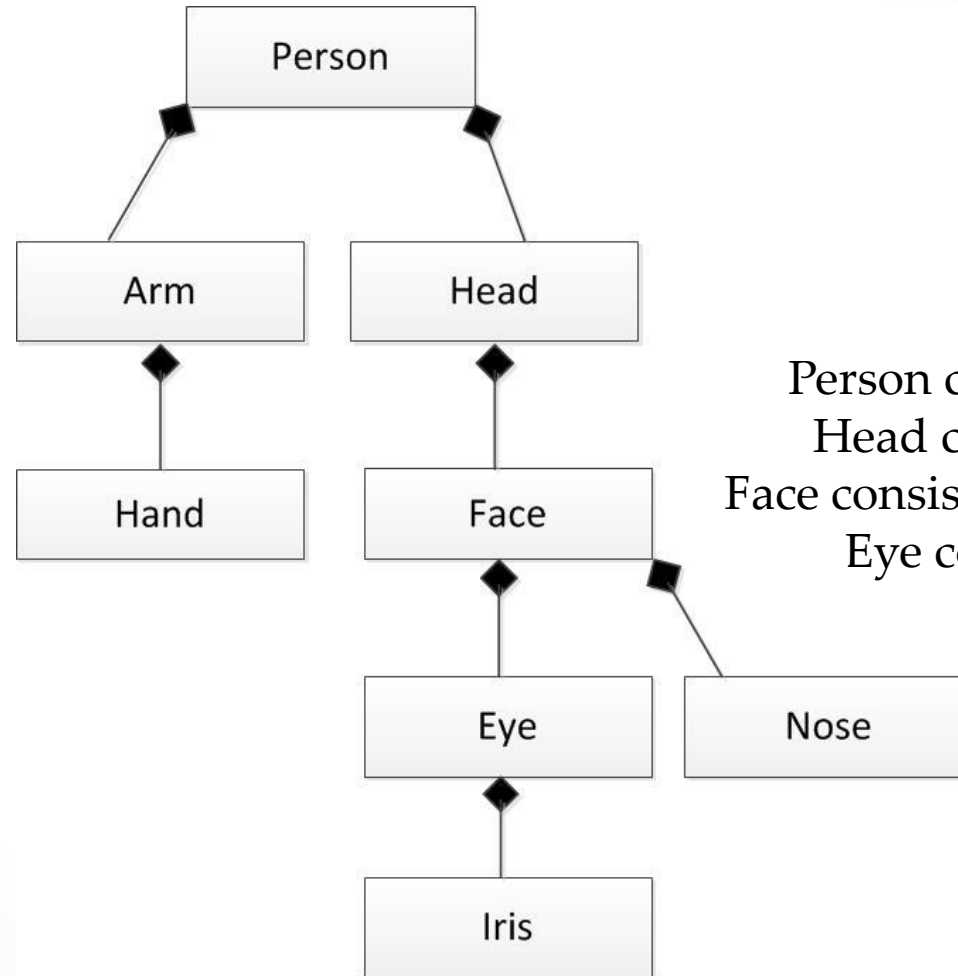 Person
Arm
Head
Person c
Head c
Hand
Face
Face consis
Eye c
Eye
Nose
Iris